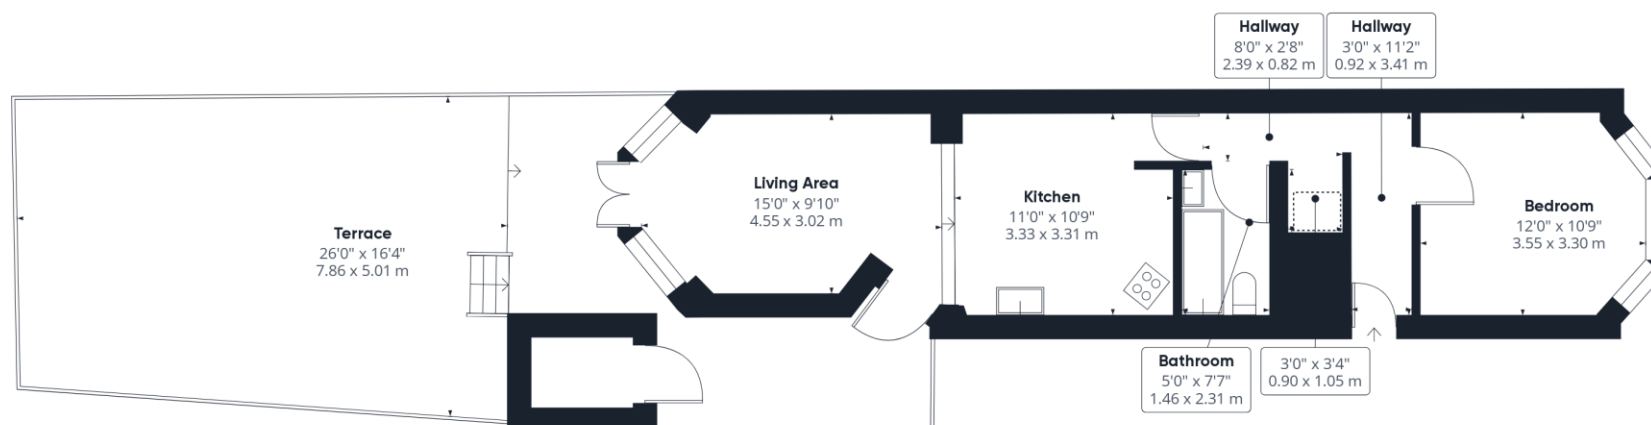 Hallway
8'0" x 2'8"
2.39 x 0.82 m
Hallway
3'0" x 11'2"
0.92 x 3.41 m
Living Area
15'0" x 9'10"
4.55 x 3.02 m
Kitchen
11'0" x 10'9"
3.33 x 3.31 m
Bedroom
12'0" x 10'9"
3.55 x 3.30 m
Terrace
26'0" x 16'4"
7.86 x 5.01 m
Bathroom
5'0" x 7'7"
1.46 x 2.31 m
3'0" x 3'4"
0.90 x 1.05 m